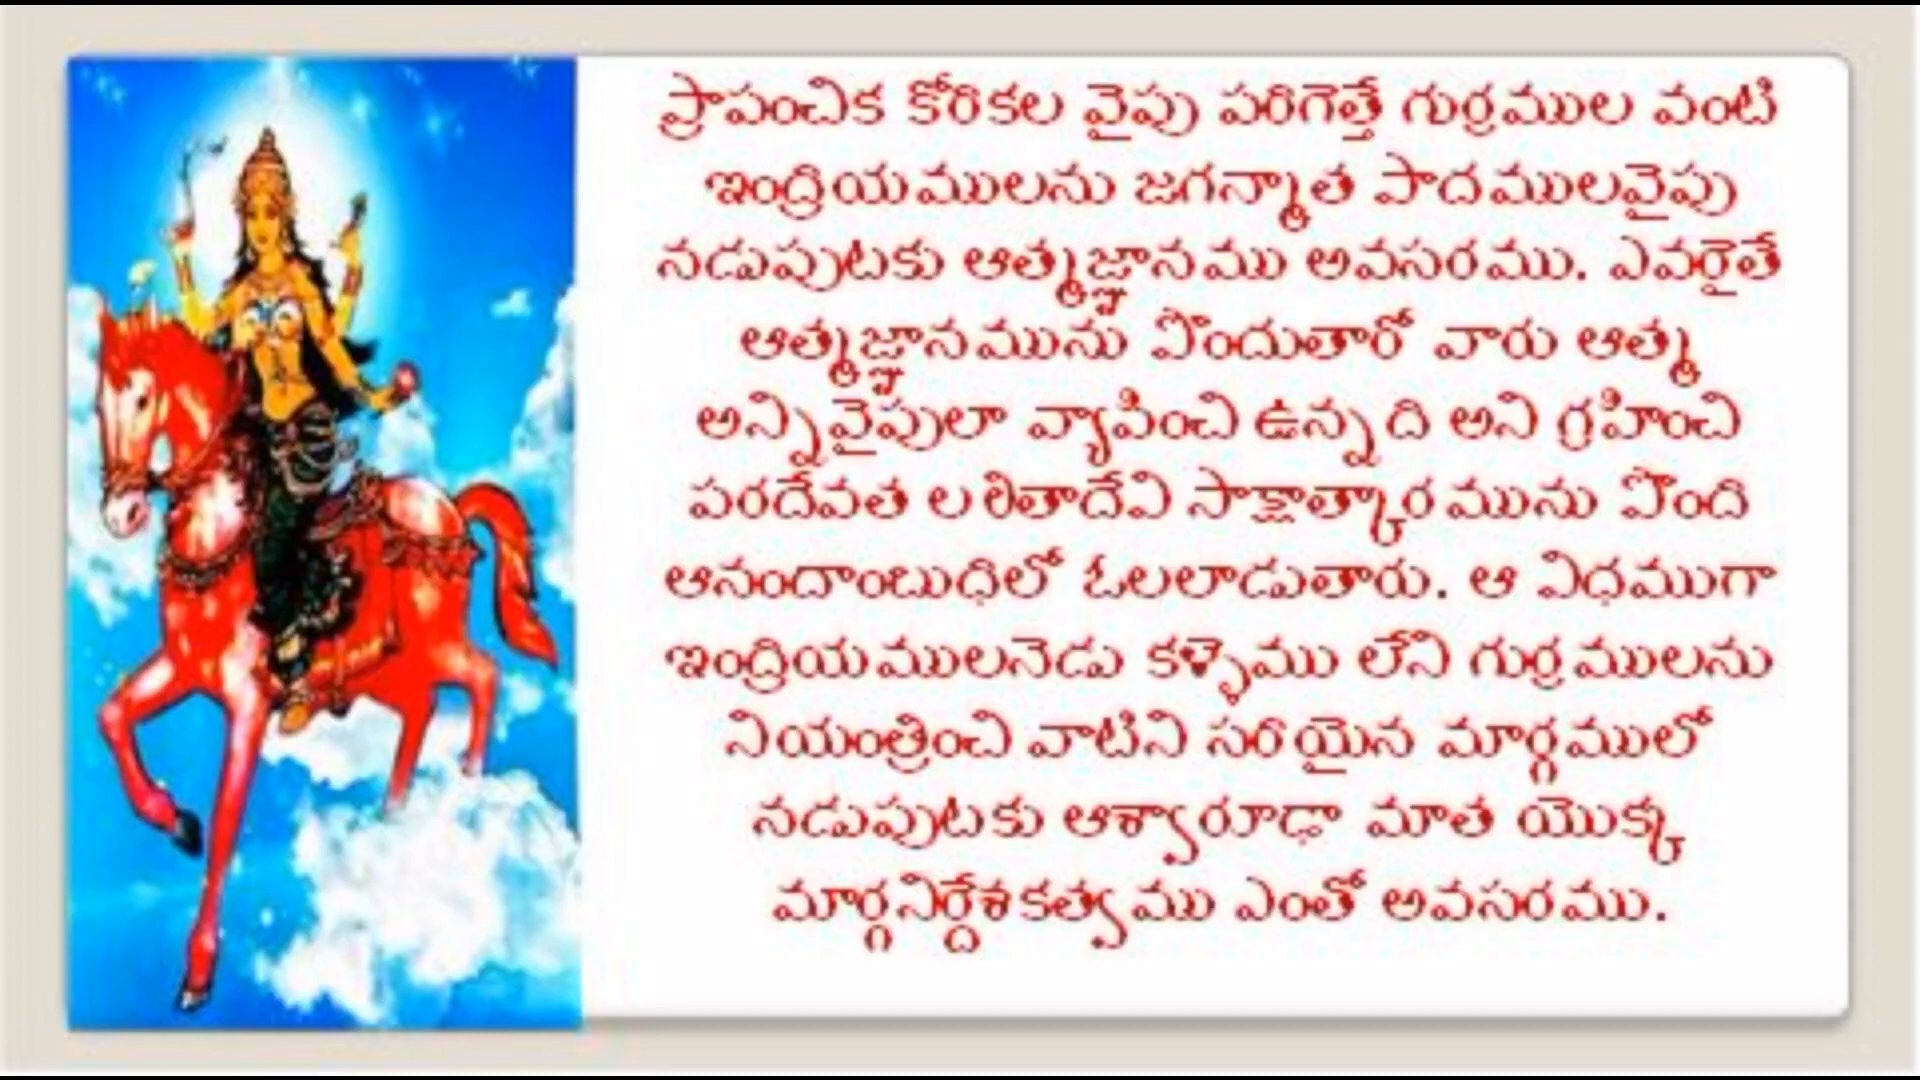 ప్రాపంచిక కోరికల వైపు పరిగెత్తే గుర్రముల వంటి
ఇంద్రియములను జగన్మాత పాదములవైపు
నడుపుటకు ఆత్మజ్ఞానము అవసరము. ఎవరైతే
ఆత్మజ్ఞానమును పొందుతారో వారు ఆత్మ
అన్నివైపులా వ్యాపించి ఉన్నది అని గ్రహించి
పరదేవత లలితాదేవి సాక్షాత్కారమును పొంది
ఆనందాంబుధిలో ఓలలాడుతారు. ఆ విధముగా
ఇంద్రియములనెడు కళ్ళెము లేని గుర్రములను
నియంత్రించి వాటిని సరియైన మార్గములో
నడుపుటకు ఆశ్వారూఢా మాత యొక్క
మార్గనిర్దేశకత్వము ఎంతో అవసరము.